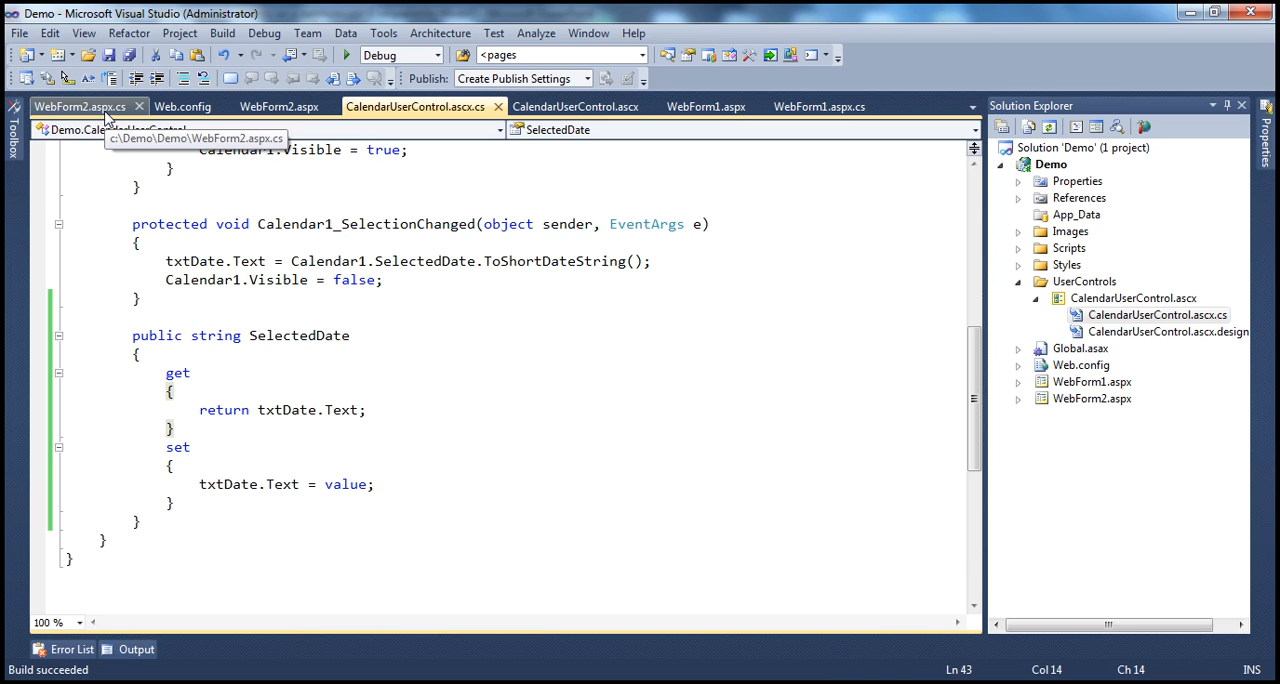 Demo - Microsoft Visual Studio (Administrator)
File Edit View Refactor Project Build Debug Team Data Tools Architecture Test Analyze Window Help
Debug <pages
Publish: Create Publish Settings
WebForm2.aspx.cs Web.config WebForm2.aspx CalendarUserControl.ascx.cs CalendarUserControl.ascx WebForm1.aspx WebForm1.aspx.cs
Demo.CalendarUserControl SelectedDate
c:\Demo\Demo\WebForm2.aspx.cs
Toolbox
Calendar1.Visible = true;
}
}
protected void Calendar1_SelectionChanged(object sender, EventArgs e)
{
txtDate.Text = Calendar1.SelectedDate.ToShortDateString();
Calendar1.Visible = false;
}
public string SelectedDate
{
get
{
return txtDate.Text;
}
set
{
txtDate.Text = value;
}
}
}
}
100 %
Solution Explorer
Properties
Solution 'Demo' (1 project)
Demo
Properties
References
App_Data
Images
Scripts
Styles
UserControls
CalendarUserControl.ascx
CalendarUserControl.ascx.cs
CalendarUserControl.ascx.design
Global.asax
Web.config
WebForm1.aspx
WebForm2.aspx
Error List Output
Build succeeded Ln 43 Col 14 Ch 14 INS